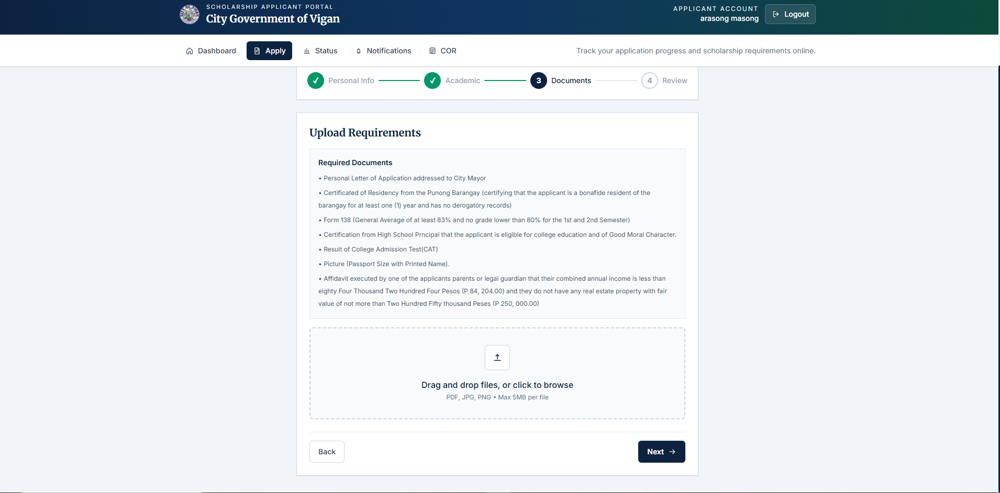 SCHOLARSHIP APPLICANT PORTAL
City Government of Vigan
APPLICANT ACCOUNT
arasong masong
Logout
Dashboard
Apply
Status
Notifications
COR
Track your application progress and scholarship requirements online.
Personal Info
Academic
3 Documents
4 Review
Upload Requirements
Required Documents
• Personal Letter of Application addressed to City Mayor
• Certificated of Residency from the Punong Barangay (certifying that the applicant is a bonafide resident of the
barangay for at least one (1) year and has no derogatory records)
• Form 138 (General Average of at least 83% and no grade lower than 80% for the 1st and 2nd Semester)
• Certification from High School Prncipal that the applicant is eligible for college education and of Good Moral Character.
• Result of College Admission Test(CAT)
• Picture (Passport Size with Printed Name).
• Affidavit executed by one of the applicants parents or legal guardian that their combined annual income is less than
eighty Four Thousand Two Hundred Four Pesos (P 84, 204.00) and they do not have any real estate property with fair
value of not more than Two Hundred Fifty thousand Peses (P 250, 000.00)
Drag and drop files, or click to browse
PDF, JPG, PNG • Max 5MB per file
Back
Next